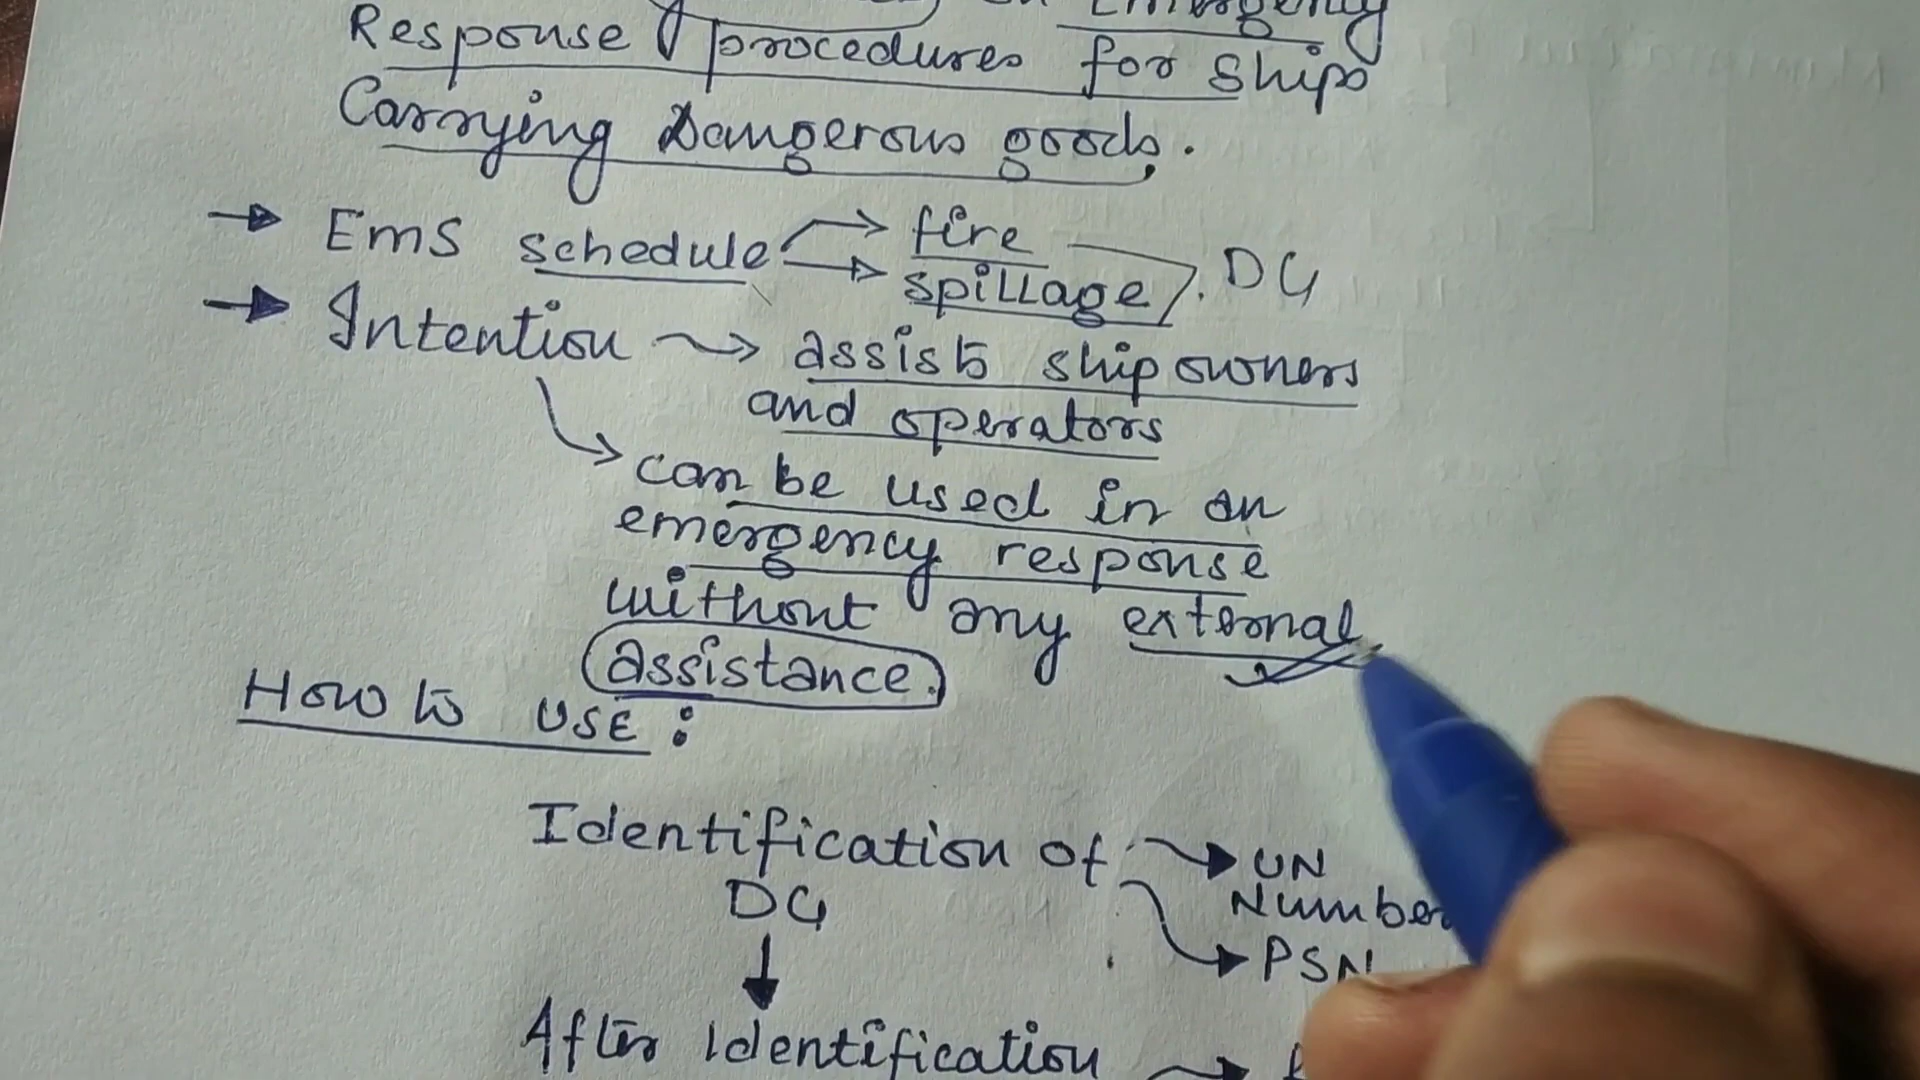 Emergency
Response procedures for ships
Carrying Dangerous goods.
→ EmS schedule → fire
→ spillage }. DG
→ Intention → assist to ship owners
and operators
→ can be used in an
emergency response
without any external
assistance.
How to USE:
Identification of → UN
DG Number
→ PSN
After Identification →